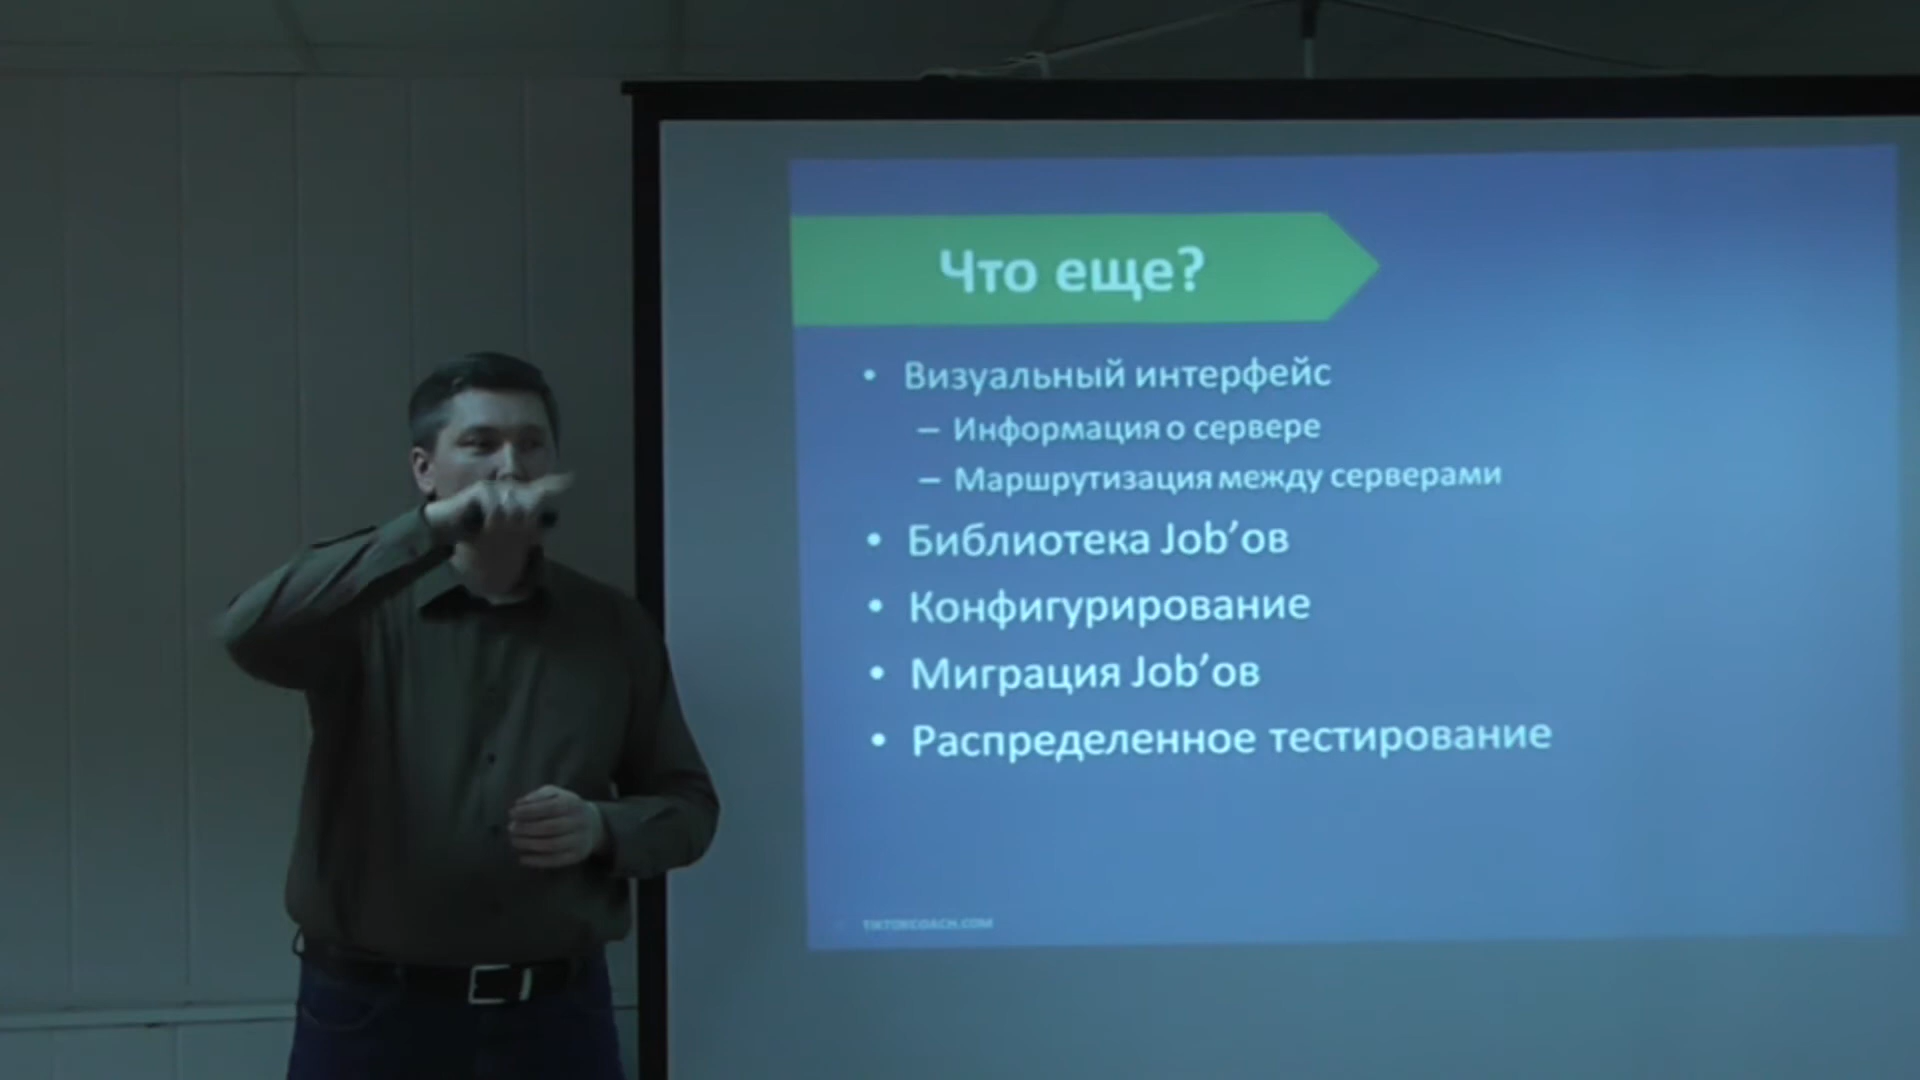 Что еще?
• Визуальный интерфейс
– Информация о сервере
– Маршрутизация между серверами
• Библиотека Job’ов
• Конфигурирование
• Миграция Job’ов
• Распределенное тестирование